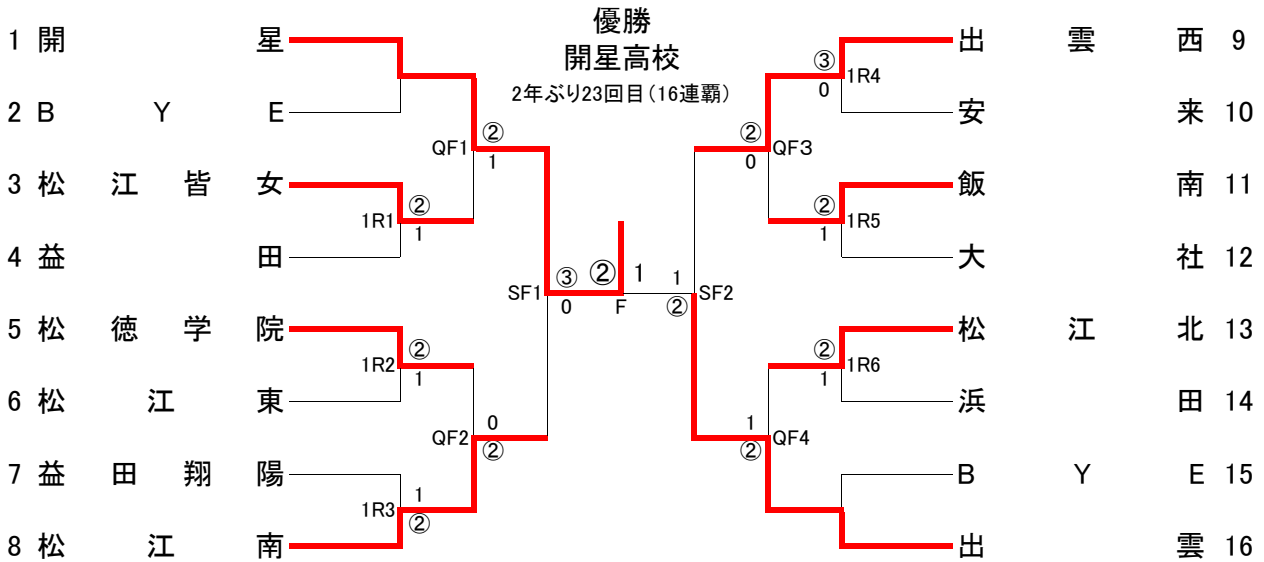 優勝
開星高校
2年ぶり23回目(16連覇)
1 開星
2 BYE
3 松江皆女
4 益田
5 松徳学院
6 松江東
7 益田翔陽
8 松江南
1R1 ② 1
1R2 ② 1
1R3 1 ②
QF1 ② 1
QF2 0 ②
SF1 ③ 0
② 1
F
1 ② SF2
② 0 QF3
1 ② QF4
③ 0 1R4
② 1 1R5
② 1 1R6
出雲西 9
安来 10
飯南 11
大社 12
松江北 13
浜田 14
BYE 15
出雲 16